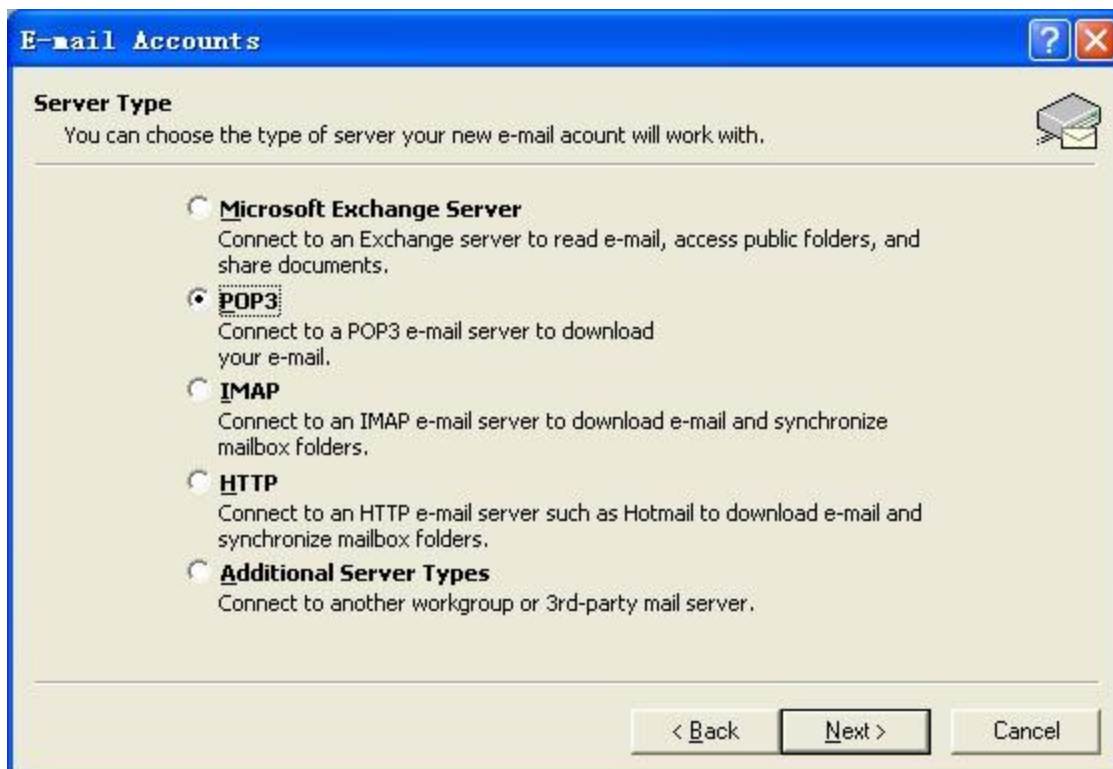 E-mail Accounts
Server Type
You can choose the type of server your new e-mail acount will work with.
Microsoft Exchange Server
Connect to an Exchange server to read e-mail, access public folders, and
share documents.
POP3
Connect to a POP3 e-mail server to download
your e-mail.
IMAP
Connect to an IMAP e-mail server to download e-mail and synchronize
mailbox folders.
HTTP
Connect to an HTTP e-mail server such as Hotmail to download e-mail and
synchronize mailbox folders.
Additional Server Types
Connect to another workgroup or 3rd-party mail server.
< Back Next > Cancel